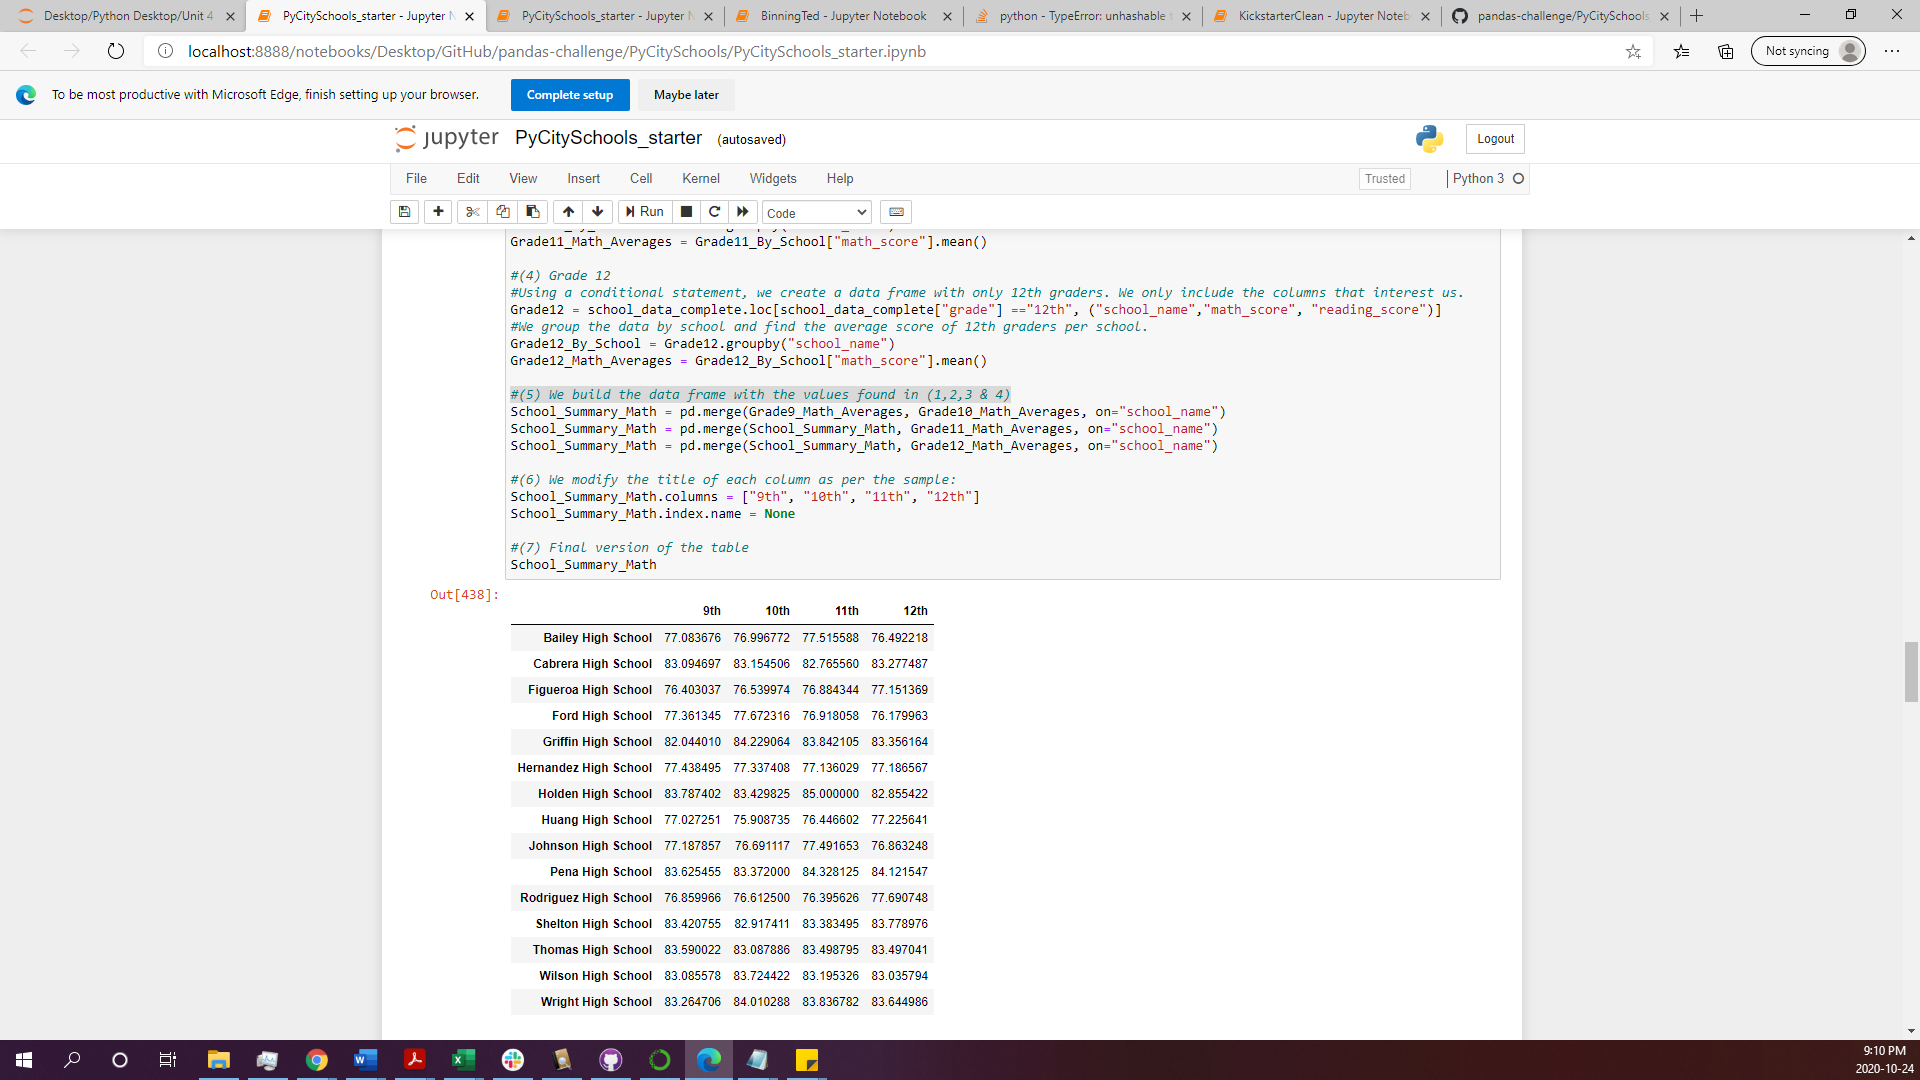 Desktop/Python Desktop/Unit 4
PyCitySchools_starter - Jupyter N
PyCitySchools_starter - Jupyter N
BinningTed - Jupyter Notebook
python - TypeError: unhashable
KickstarterClean - Jupyter Noteb
pandas-challenge/PyCitySchools
localhost:8888/notebooks/Desktop/GitHub/pandas-challenge/PyCitySchools/PyCitySchools_starter.ipynb
Not syncing
To be most productive with Microsoft Edge, finish setting up your browser.
Complete setup
Maybe later
jupyter PyCitySchools_starter (autosaved)
Logout
File Edit View Insert Cell Kernel Widgets Help
Trusted
Python 3
Run
Code
Grade11_Math_Averages = Grade11_By_School["math_score"].mean()
#(4) Grade 12
#Using a conditional statement, we create a data frame with only 12th graders. We only include the columns that interest us.
Grade12 = school_data_complete.loc[school_data_complete["grade"] =="12th", ("school_name","math_score", "reading_score")]
#We group the data by school and find the average score of 12th graders per school.
Grade12_By_School = Grade12.groupby("school_name")
Grade12_Math_Averages = Grade12_By_School["math_score"].mean()
#(5) We build the data frame with the values found in (1,2,3 & 4)
School_Summary_Math = pd.merge(Grade9_Math_Averages, Grade10_Math_Averages, on="school_name")
School_Summary_Math = pd.merge(School_Summary_Math, Grade11_Math_Averages, on="school_name")
School_Summary_Math = pd.merge(School_Summary_Math, Grade12_Math_Averages, on="school_name")
#(6) We modify the title of each column as per the sample:
School_Summary_Math.columns = ["9th", "10th", "11th", "12th"]
School_Summary_Math.index.name = None
#(7) Final version of the table
School_Summary_Math
Out[438]:
9th 10th 11th 12th
Bailey High School 77.083676 76.996772 77.515588 76.492218
Cabrera High School 83.094697 83.154506 82.765560 83.277487
Figueroa High School 76.403037 76.539974 76.884344 77.151369
Ford High School 77.361345 77.672316 76.918058 76.179963
Griffin High School 82.044010 84.229064 83.842105 83.356164
Hernandez High School 77.438495 77.337408 77.136029 77.186567
Holden High School 83.787402 83.429825 85.000000 82.855422
Huang High School 77.027251 75.908735 76.446602 77.225641
Johnson High School 77.187857 76.691117 77.491653 76.863248
Pena High School 83.625455 83.372000 84.328125 84.121547
Rodriguez High School 76.859966 76.612500 76.395626 77.690748
Shelton High School 83.420755 82.917411 83.383495 83.778976
Thomas High School 83.590022 83.087886 83.498795 83.497041
Wilson High School 83.085578 83.724422 83.195326 83.035794
Wright High School 83.264706 84.010288 83.836782 83.644986
9:10 PM
2020-10-24